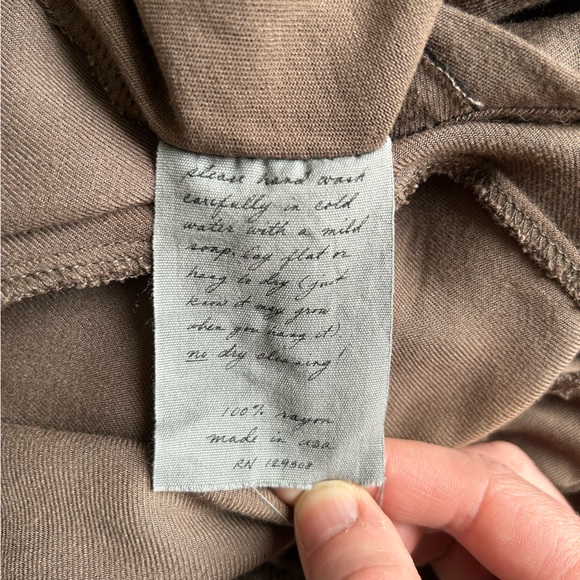 please hand wash
carefully in cold
water with a mild
soap. Lay flat or
hang to dry (just
know it may grow
when you hang it).
no dry cleaning!
100% rayon
made in usa
RN 129308